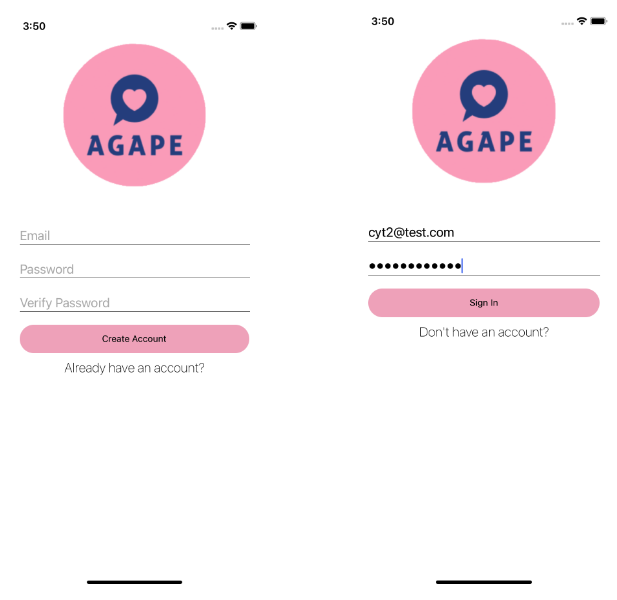 3:50
AGAPE
Email
Password
Verify Password
Create Account
Already have an account?
3:50
AGAPE
cyt2@test.com
●●●●●●●●●●●●
Sign In
Don't have an account?